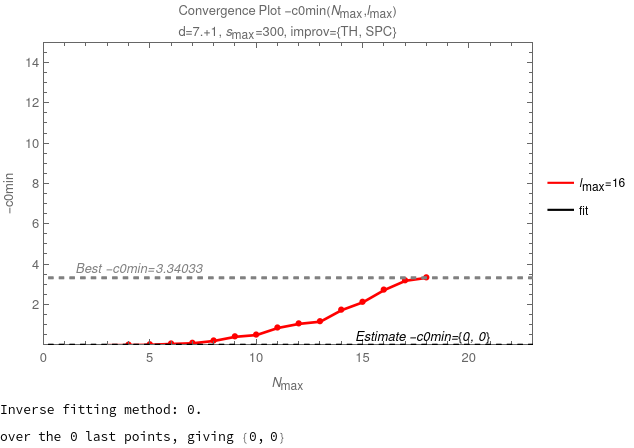 Convergence Plot −c0min(Nmax,lmax)
d=7.+1, smax=300, improv={TH, SPC}
14
12
10
8
6
4
2
−c0min
Best −c0min=3.34033
Estimate −c0min={0, 0}
0
5
10
15
20
Nmax
lmax=16
fit
Inverse fitting method: 0.
over the 0 last points, giving {0, 0}